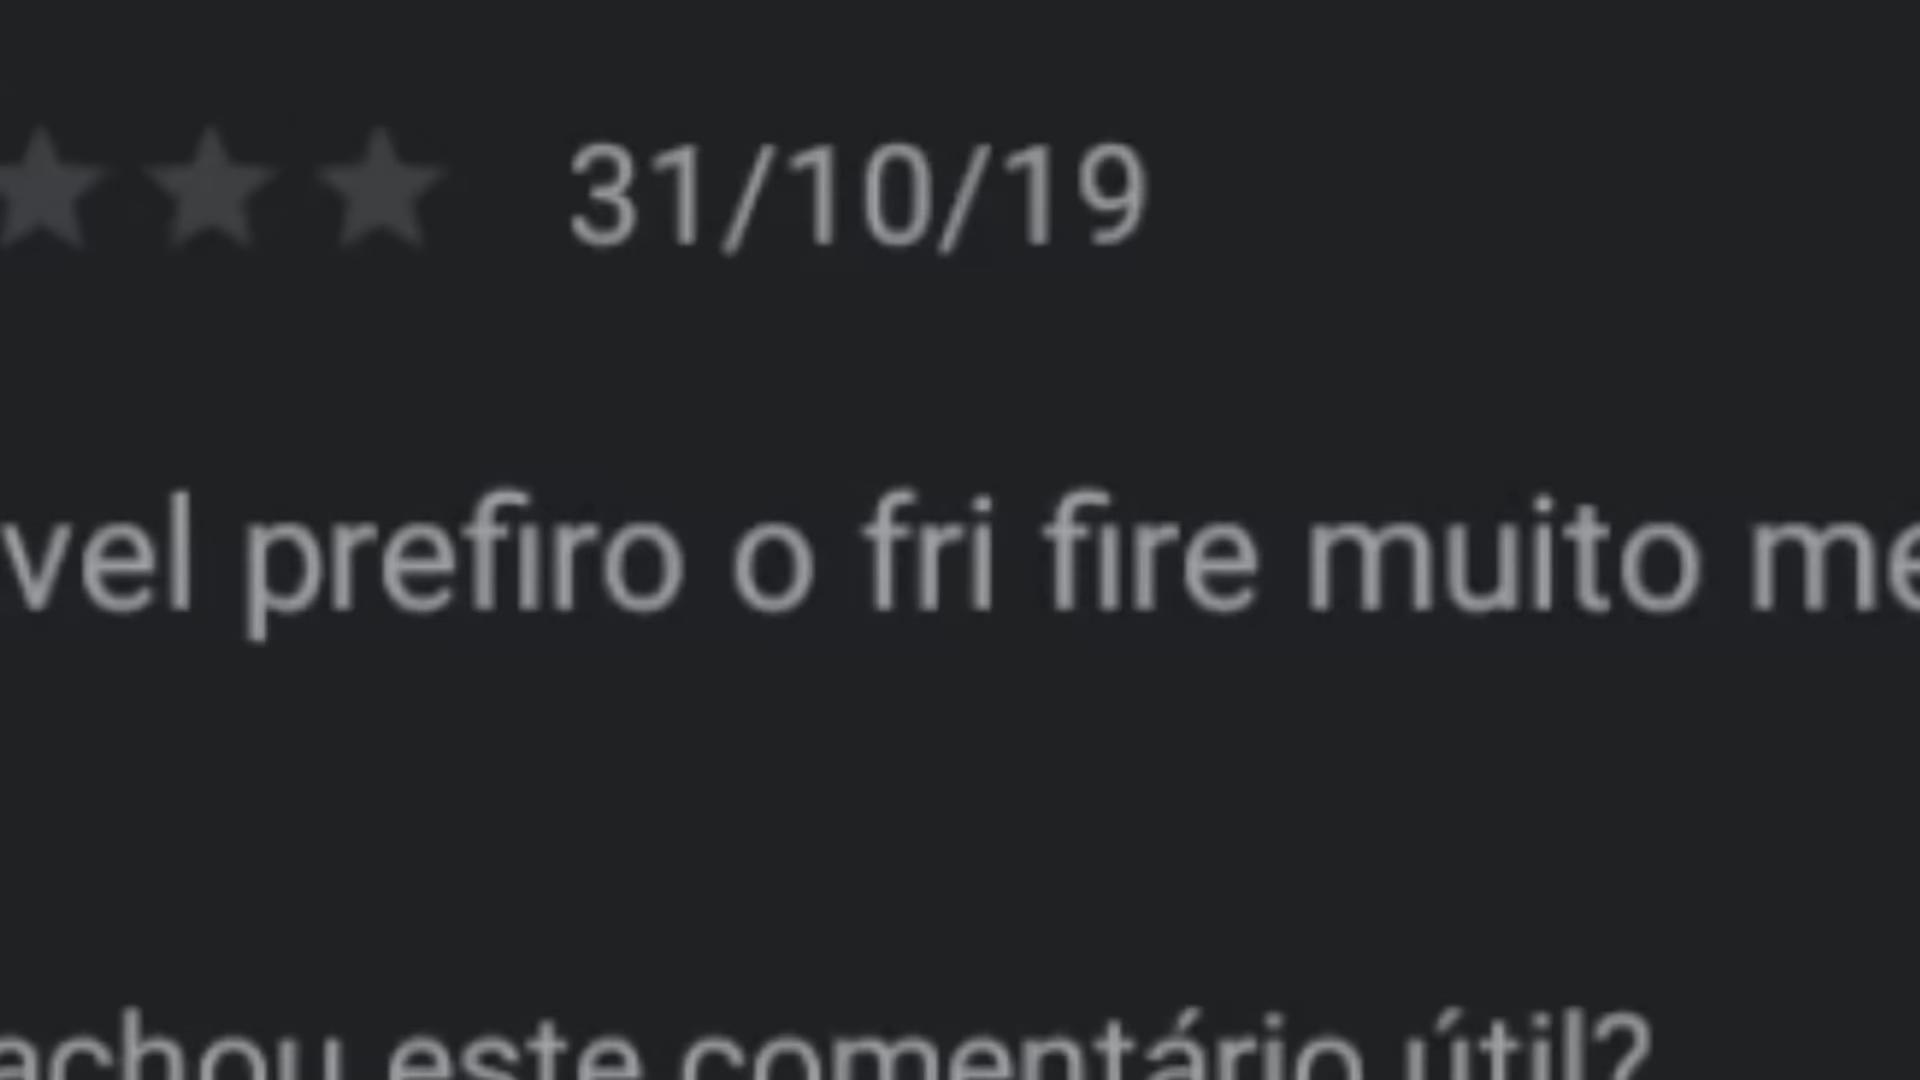 31/10/19
vel prefiro o fri fire muito me
achou este comentário útil?